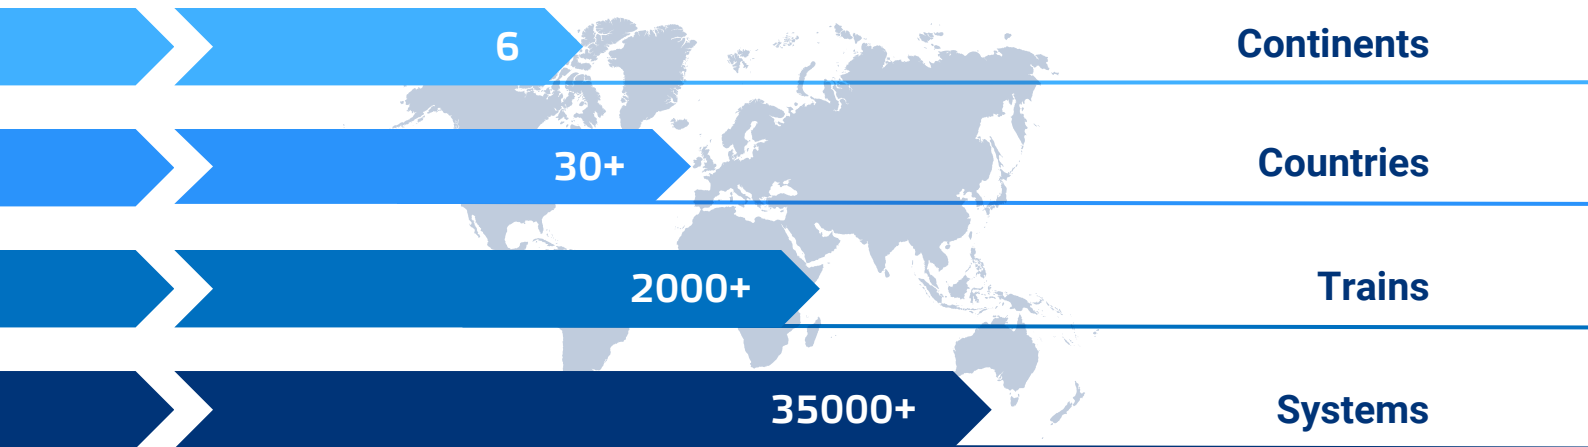 6 Continents
30+ Countries
2000+ Trains
35000+ Systems